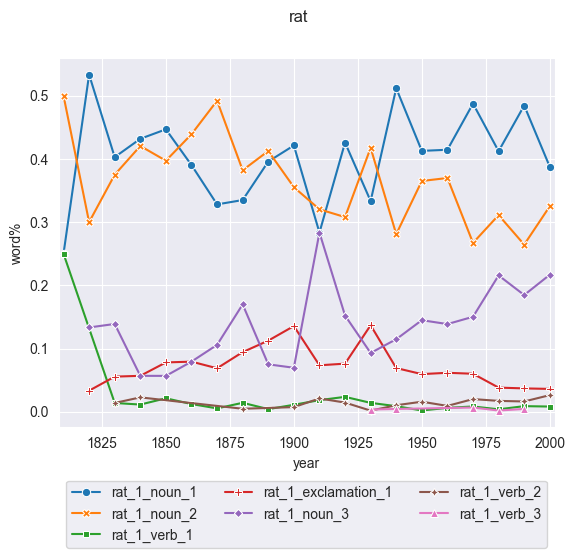 rat
0.5
0.4
0.3
0.2
0.1
0.0
word%
1825 1850 1875 1900 1925 1950 1975 2000
year
rat_1_noun_1 rat_1_exclamation_1 rat_1_verb_2
rat_1_noun_2 rat_1_noun_3 rat_1_verb_3
rat_1_verb_1